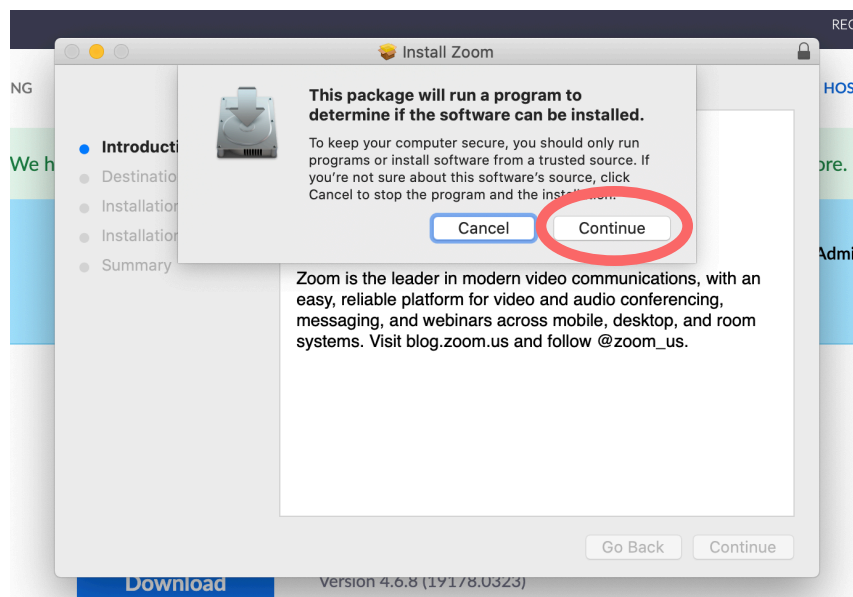 REC
Install Zoom
NG
HOS
This package will run a program to
determine if the software can be installed.
To keep your computer secure, you should only run
programs or install software from a trusted source. If
you're not sure about this software's source, click
Cancel to stop the program and the installation.
Cancel
Continue
Introducti
Destinatio
Installation
Installation
Summary
We h
ore.
Admi
Zoom is the leader in modern video communications, with an
easy, reliable platform for video and audio conferencing,
messaging, and webinars across mobile, desktop, and room
systems. Visit blog.zoom.us and follow @zoom_us.
Go Back
Continue
Download
Version 4.6.8 (19178.0323)